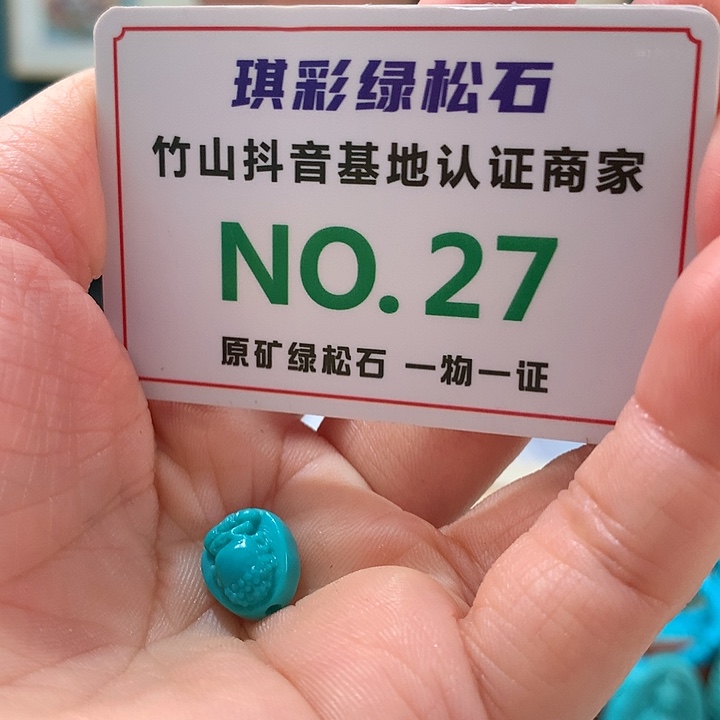 琪彩绿松石
竹山抖音基地认证商家
NO.27
原矿绿松石 一物一证